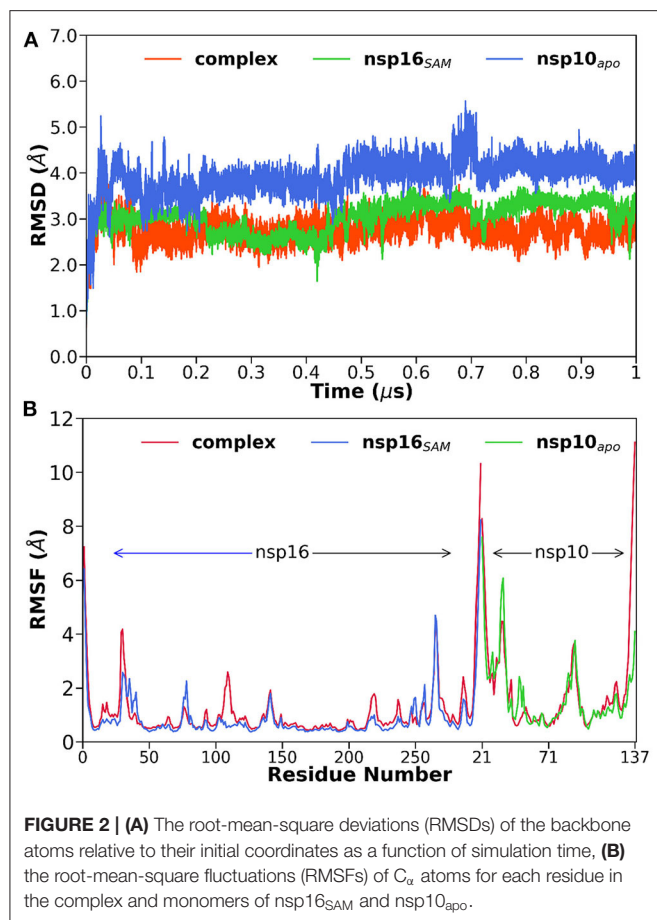 A
7.0
6.0
5.0
4.0
3.0
2.0
1.0
0.0
RMSD (Å)
complex nsp16SAM nsp10apo
0 0.1 0.2 0.3 0.4 0.5 0.6 0.7 0.8 0.9 1
Time (μs)
B
12
10
8
6
4
2
0
RMSF (Å)
complex nsp16SAM nsp10apo
nsp16 nsp10
0 50 100 150 200 250 21 71 137
Residue Number
FIGURE 2 | (A) The root-mean-square deviations (RMSDs) of the backbone
atoms relative to their initial coordinates as a function of simulation time, (B)
the root-mean-square fluctuations (RMSFs) of Cα atoms for each residue in
the complex and monomers of nsp16SAM and nsp10apo.